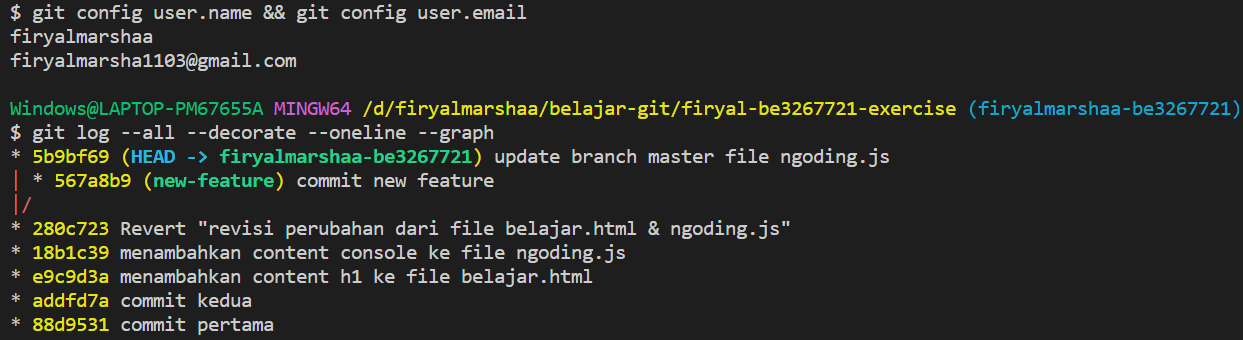 $ git config user.name && git config user.email
firyalmarshaa
firyalmarsha1103@gmail.com
Windows@LAPTOP-PM67655A MINGW64 /d/firyalmarshaa/belajar-git/firyal-be3267721-exercise (firyalmarshaa-be3267721)
$ git log --all --decorate --oneline --graph
* 5b9bf69 (HEAD -> firyalmarshaa-be3267721) update branch master file ngoding.js
| * 567a8b9 (new-feature) commit new feature
|/
* 280c723 Revert "revisi perubahan dari file belajar.html & ngoding.js"
* 18b1c39 menambahkan content console ke file ngoding.js
* e9c9d3a menambahkan content h1 ke file belajar.html
* addfd7a commit kedua
* 88d9531 commit pertama